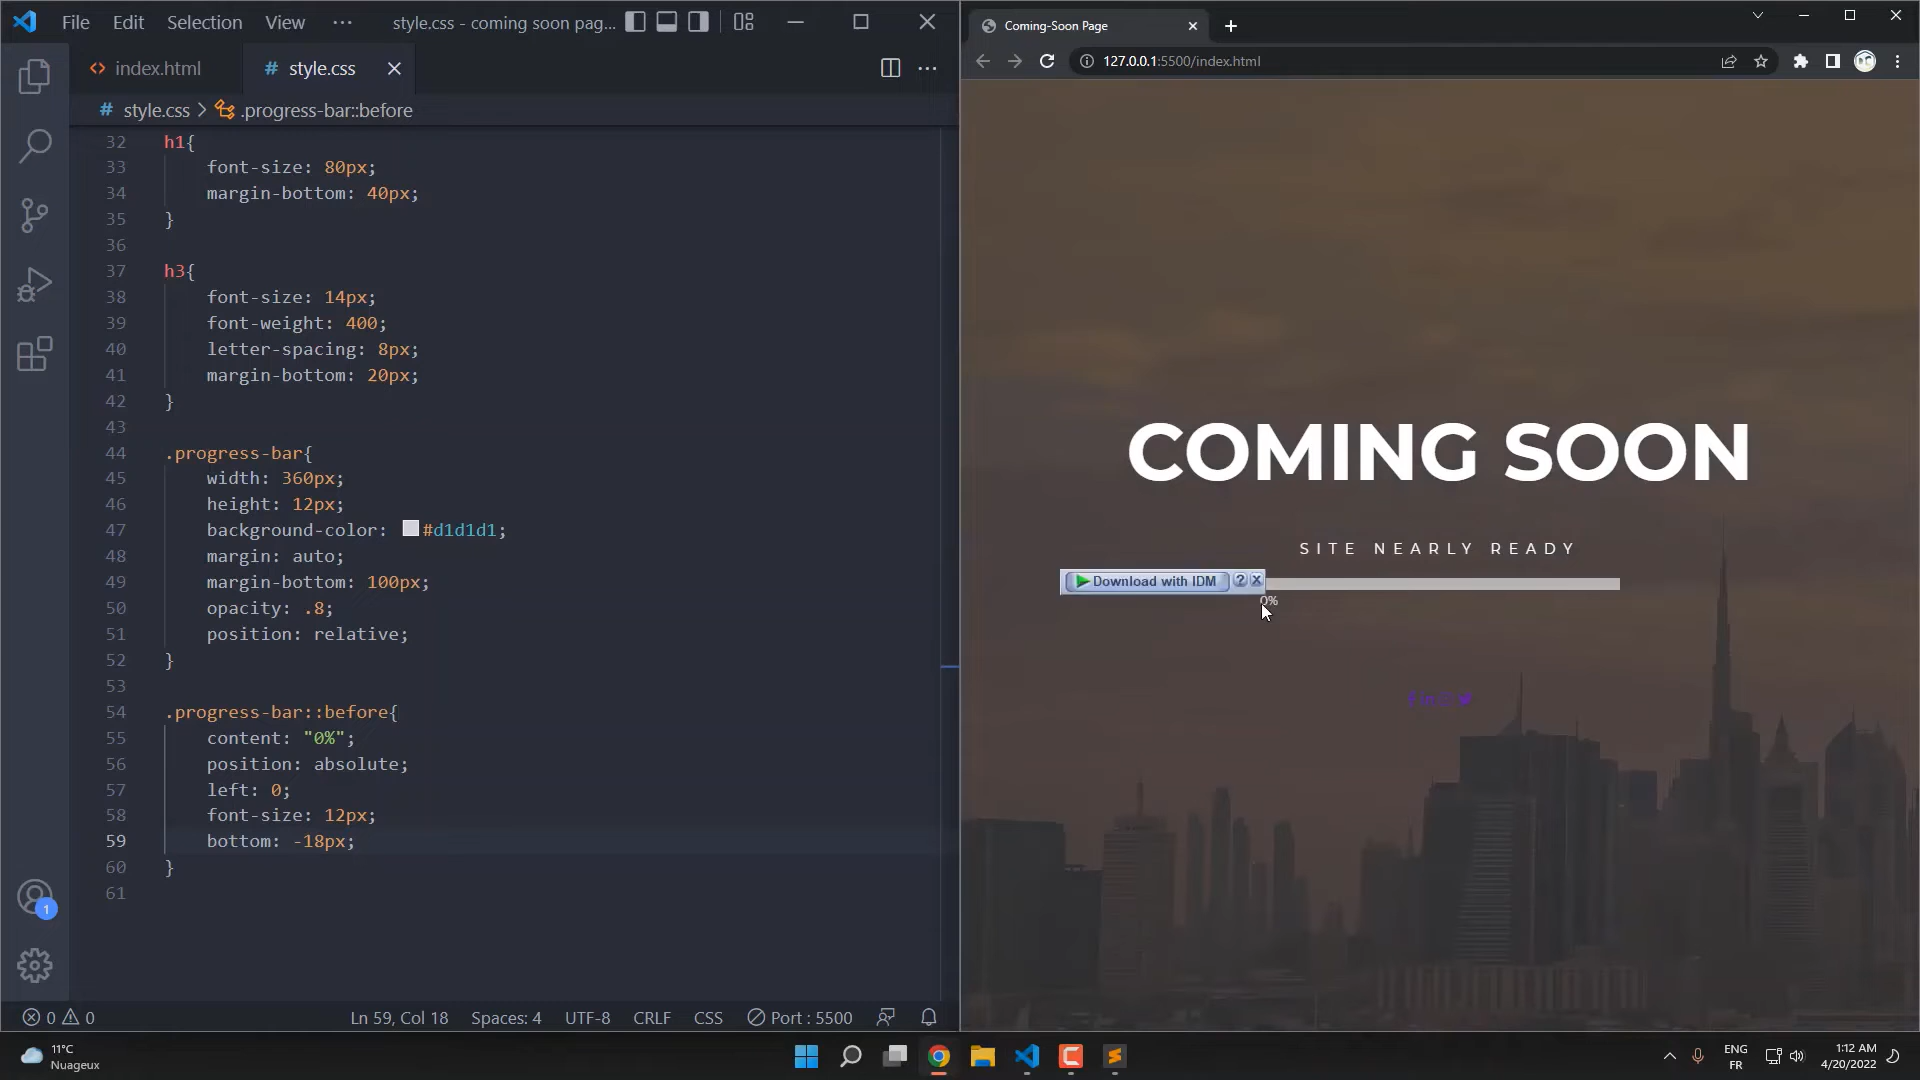 File Edit Selection View ··· style.css - coming soon pag...
index.html # style.css
# style.css > .progress-bar::before
32 h1{
33 font-size: 80px;
34 margin-bottom: 40px;
35 }
36
37 h3{
38 font-size: 14px;
39 font-weight: 400;
40 letter-spacing: 8px;
41 margin-bottom: 20px;
42 }
43
44 .progress-bar{
45 width: 360px;
46 height: 12px;
47 background-color: #d1d1d1;
48 margin: auto;
49 margin-bottom: 100px;
50 opacity: .8;
51 position: relative;
52 }
53
54 .progress-bar::before{
55 content: "0%";
56 position: absolute;
57 left: 0;
58 font-size: 12px;
59 bottom: -18px;
60 }
61
1
0 0 Ln 59, Col 18 Spaces: 4 UTF-8 CRLF CSS Port : 5500
Coming-Soon Page
127.0.0.1:5500/index.html
COMING SOON
SITE NEARLY READY
Download with IDM ?
0%
11°C
Nuageux
ENG
FR
1:12 AM
4/20/2022